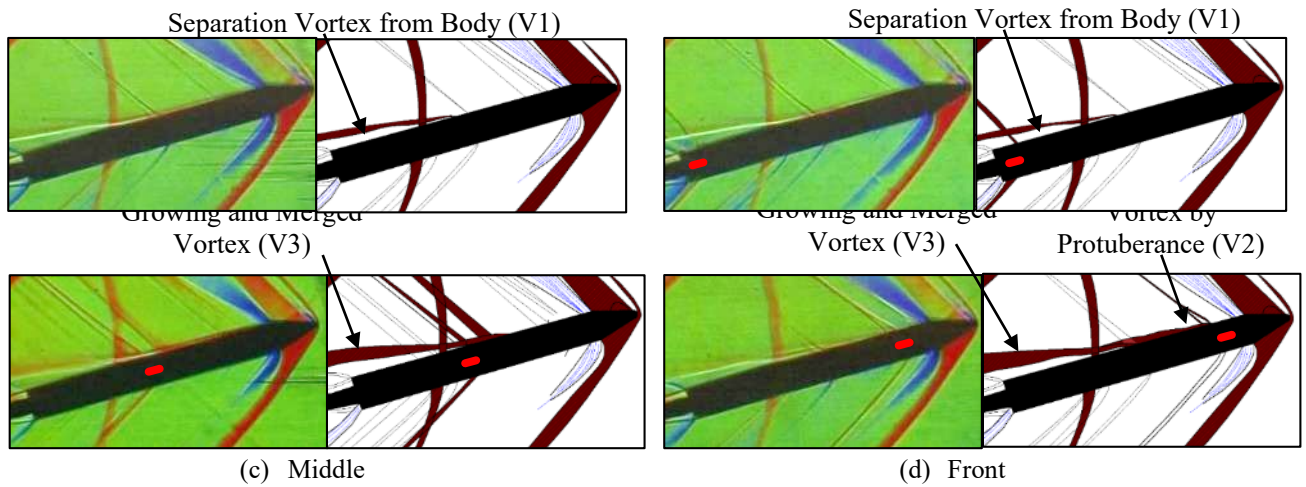 Separation Vortex from Body (V1)
Separation Vortex from Body (V1)
Growing and Merged
Vortex (V3)
Growing and Merged
Vortex (V3)
Vortex by
Protuberance (V2)
(c) Middle
(d) Front